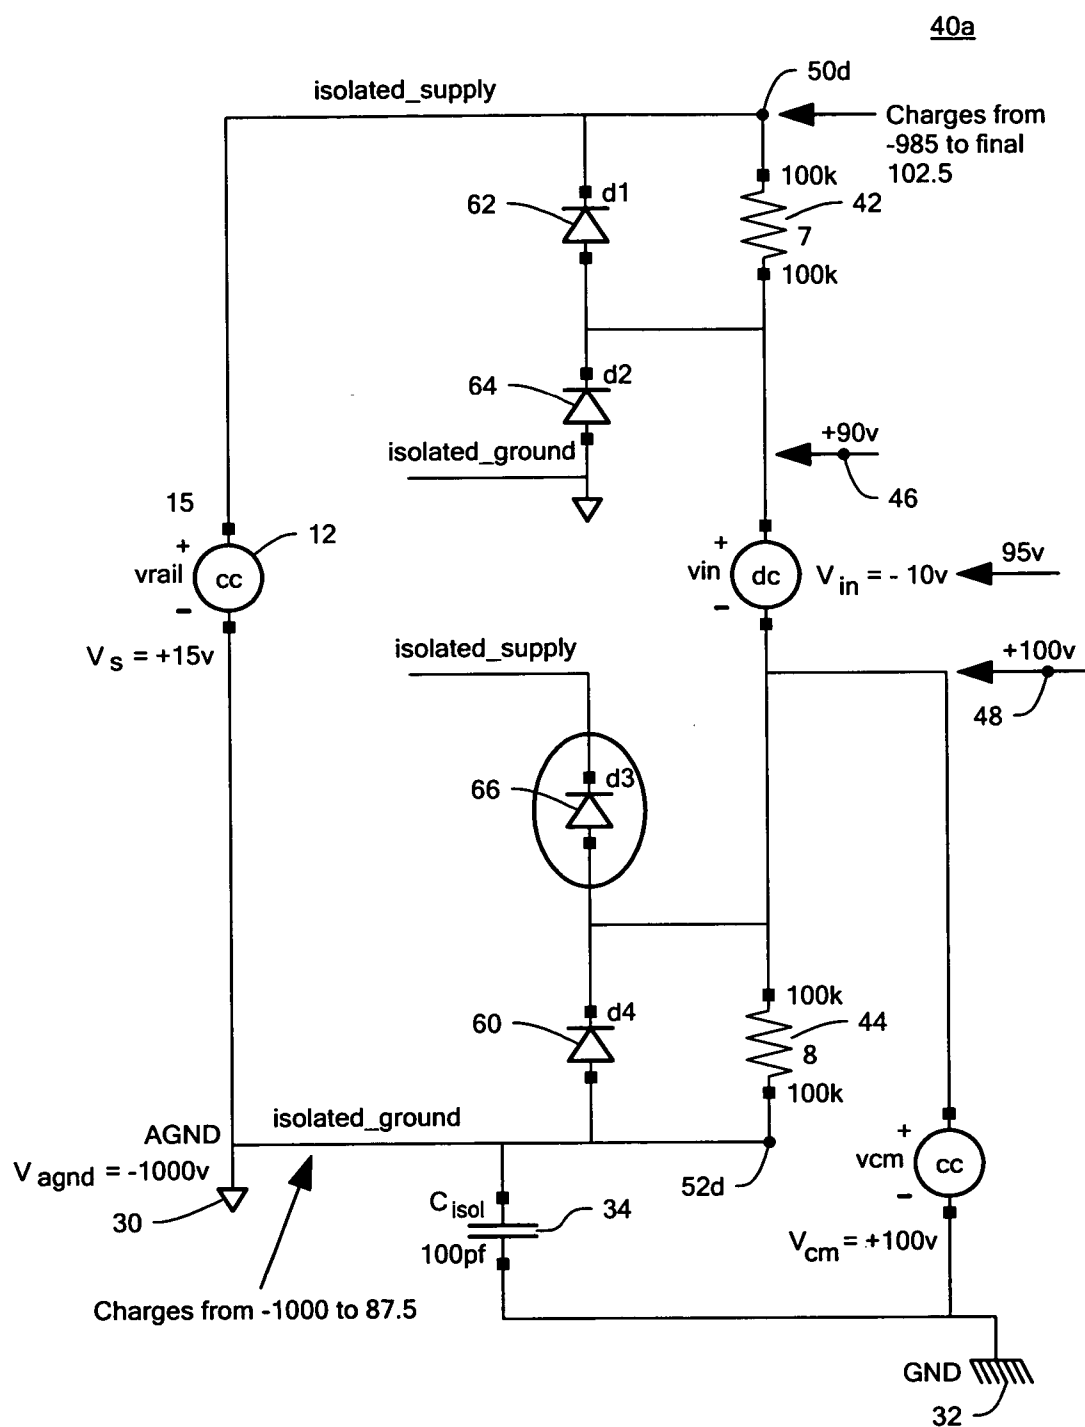 40a
50d
isolated_supply
Charges from
-985 to final
102.5
100k
d1
62
42
7
100k
d2
64
+90v
isolated_ground
46
15
12
+
vrail
cc
−
V s = +15v
+
vin
dc
−
V in = - 10v
95v
isolated_supply
+100v
48
d3
66
100k
d4
60
44
8
100k
isolated_ground
AGND
V agnd = -1000v
30
52d
+
vcm
cc
−
C isol
34
100pf
V cm = +100v
Charges from -1000 to 87.5
GND
32